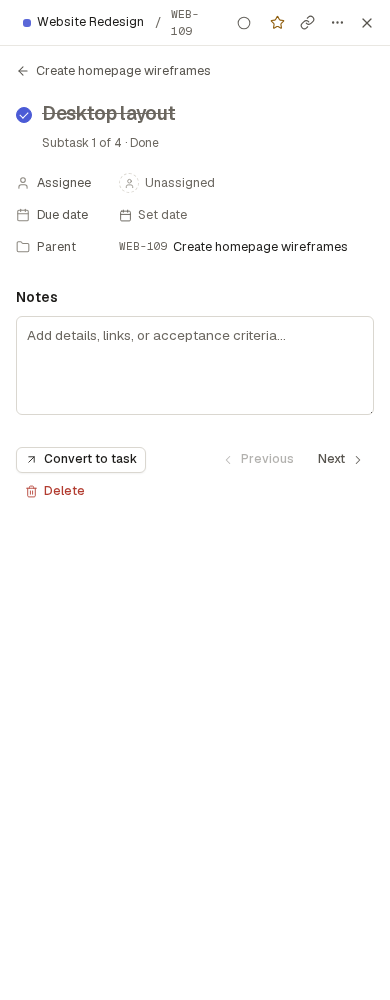 Website Redesign / WEB-109
Create homepage wireframes
Desktop layout
Subtask 1 of 4 · Done
Assignee Unassigned
Due date Set date
Parent WEB-109 Create homepage wireframes
Notes
Add details, links, or acceptance criteria...
Convert to task Previous Next
Delete